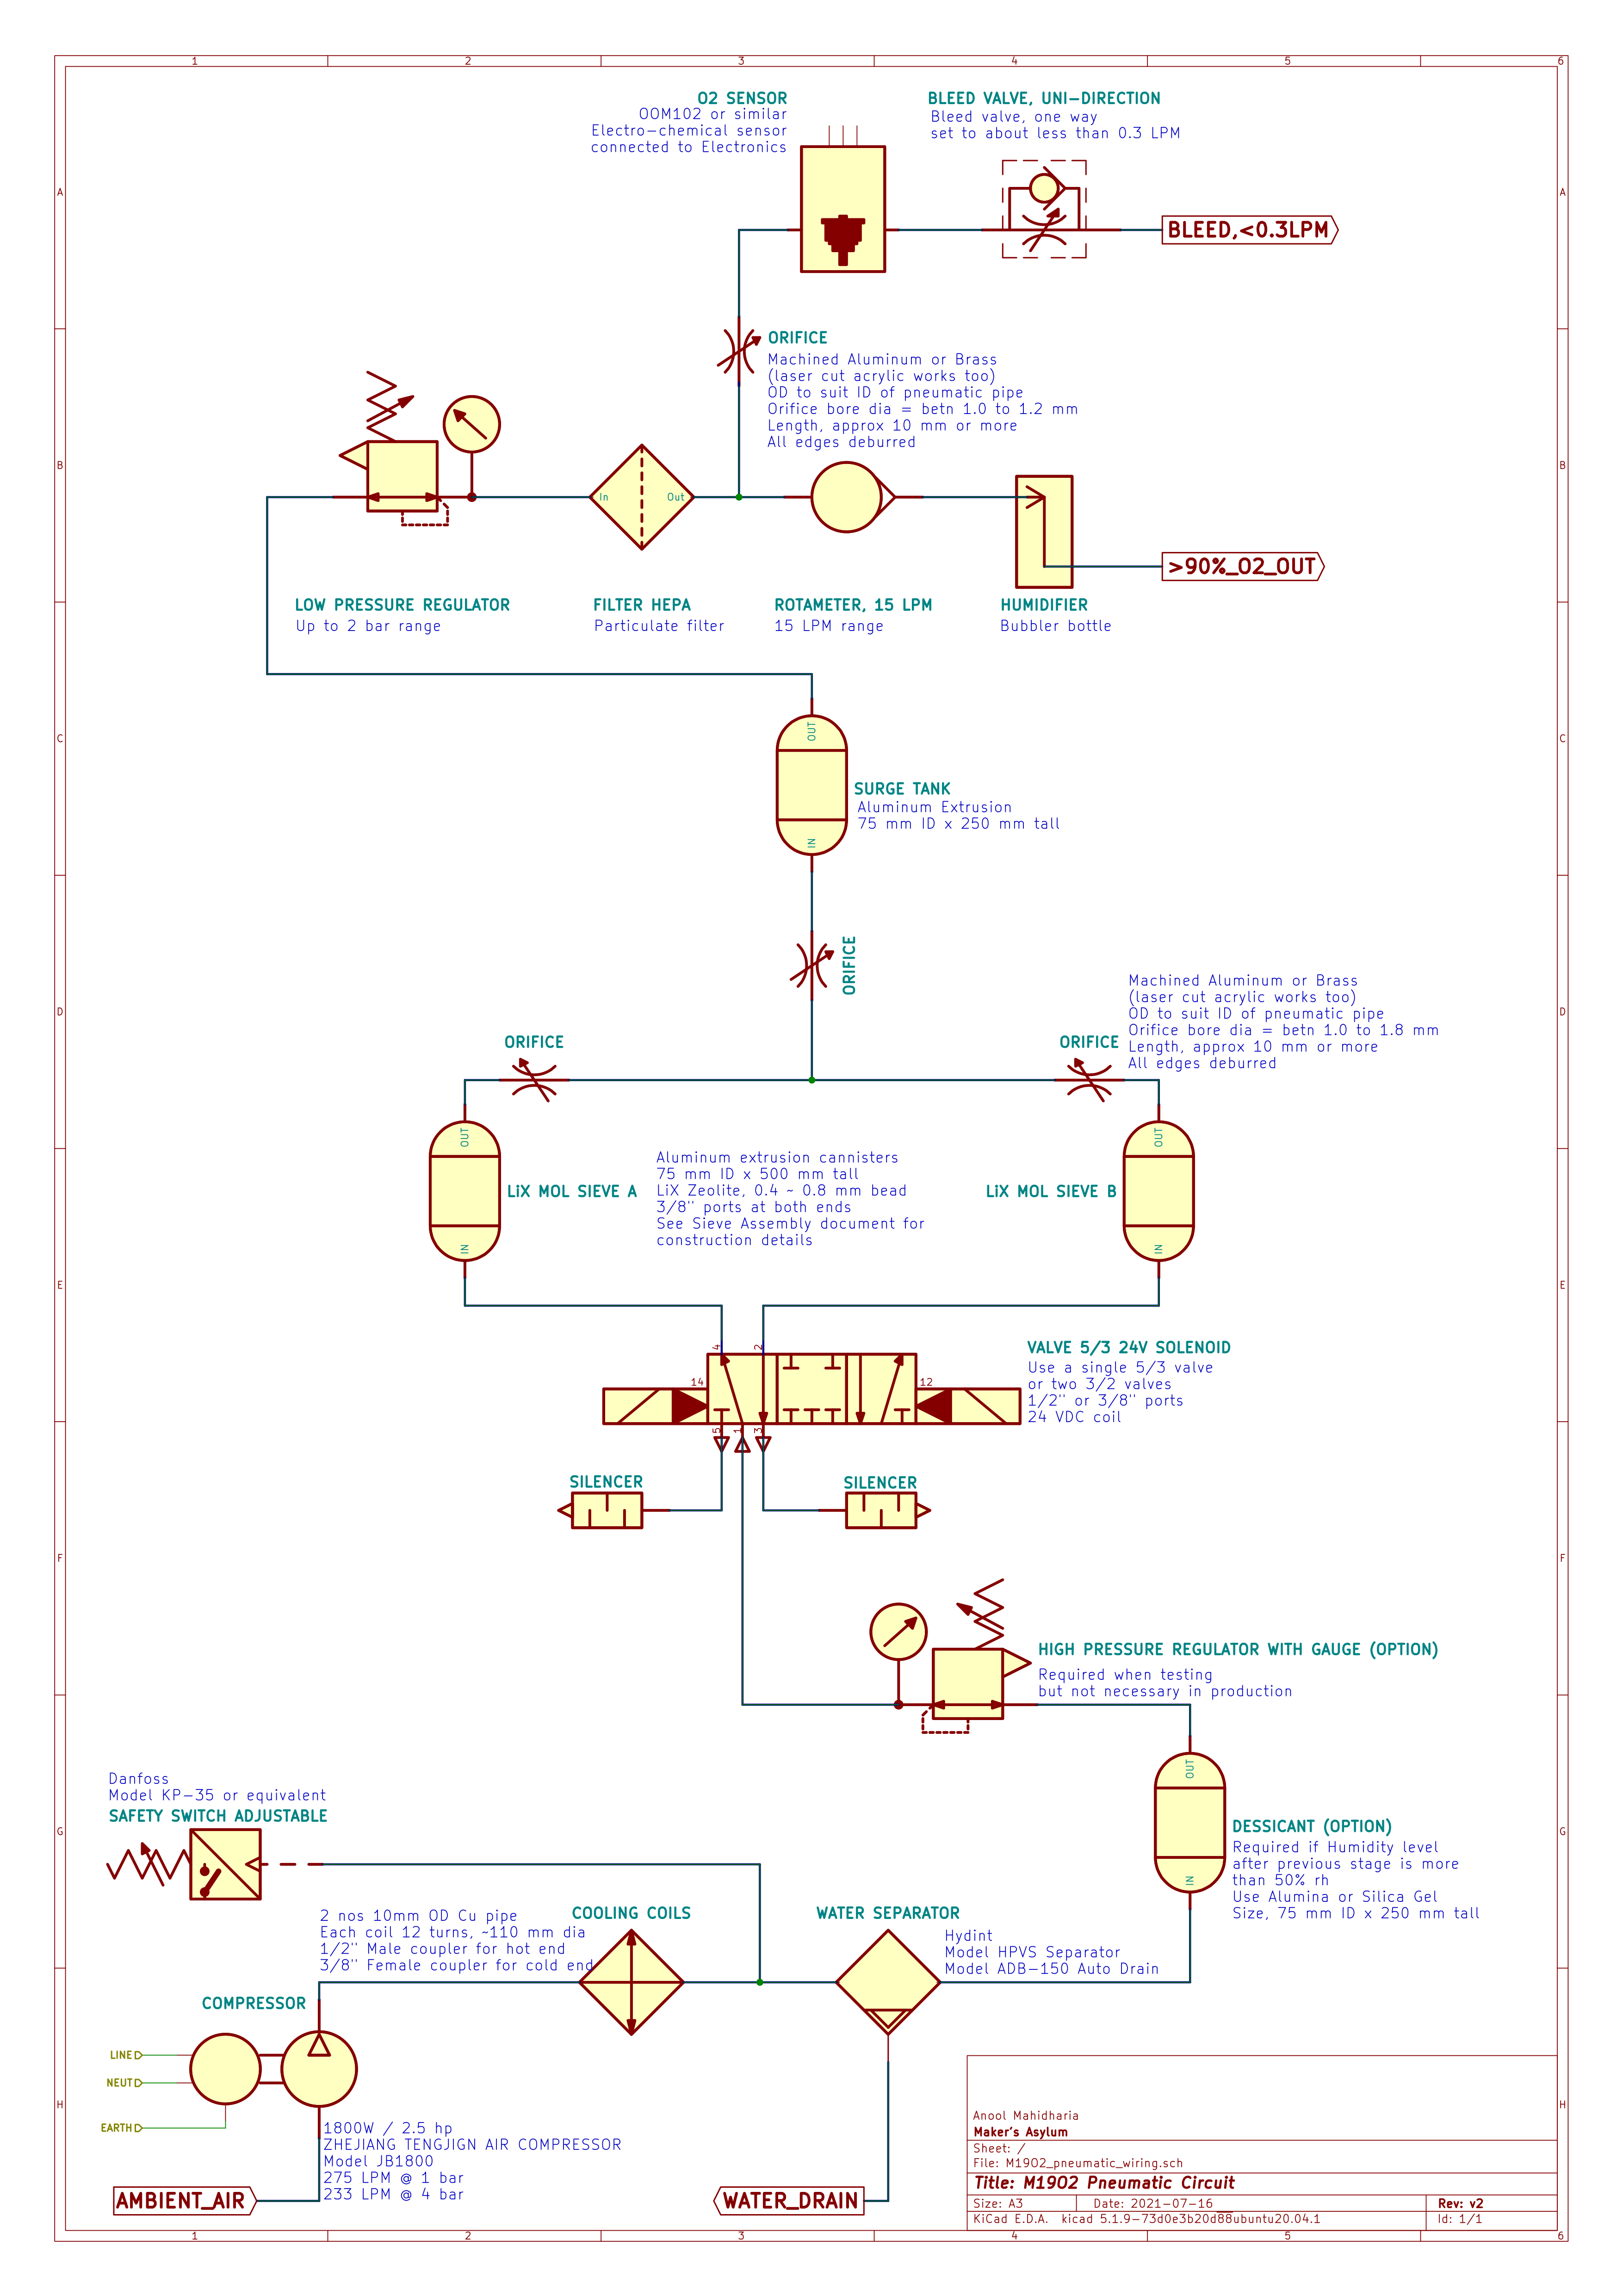 1 2 3 4 5 6
O2 SENSOR
OOM102 or similar
Electro-chemical sensor
connected to Electronics
BLEED VALVE, UNI-DIRECTION
Bleed valve, one way
set to about less than 0.3 LPM
A A
BLEED,<0.3LPM
ORIFICE
Machined Aluminum or Brass
(laser cut acrylic works too)
OD to suit ID of pneumatic pipe
Orifice bore dia = betn 1.0 to 1.2 mm
Length, approx 10 mm or more
All edges deburred
B B
In Out
>90%_O2_OUT
LOW PRESSURE REGULATOR
Up to 2 bar range
FILTER HEPA
Particulate filter
ROTAMETER, 15 LPM
15 LPM range
HUMIDIFIER
Bubbler bottle
C C
OUT
SURGE TANK
Aluminum Extrusion
75 mm ID x 250 mm tall
IN
ORIFICE
D D
Machined Aluminum or Brass
(laser cut acrylic works too)
OD to suit ID of pneumatic pipe
Orifice bore dia = betn 1.0 to 1.8 mm
Length, approx 10 mm or more
All edges deburred
ORIFICE
ORIFICE
OUT
OUT
LiX MOL SIEVE A
Aluminum extrusion cannisters
75 mm ID x 500 mm tall
LiX Zeolite, 0.4 ~ 0.8 mm bead
3/8" ports at both ends
See Sieve Assembly document for
construction details
LiX MOL SIEVE B
IN
IN
E E
4 2
14 12
5 1 3
VALVE 5/3 24V SOLENOID
Use a single 5/3 valve
or two 3/2 valves
1/2" or 3/8" ports
24 VDC coil
SILENCER
SILENCER
F F
HIGH PRESSURE REGULATOR WITH GAUGE (OPTION)
Required when testing
but not necessary in production
OUT
Danfoss
Model KP-35 or equivalent
SAFETY SWITCH ADJUSTABLE
G G
DESSICANT (OPTION)
Required if Humidity level
after previous stage is more
than 50% rh
Use Alumina or Silica Gel
Size, 75 mm ID x 250 mm tall
IN
2 nos 10mm OD Cu pipe
Each coil 12 turns, ~110 mm dia
1/2" Male coupler for hot end
3/8" Female coupler for cold end
COOLING COILS
WATER SEPARATOR
Hydint
Model HPVS Separator
Model ADB-150 Auto Drain
COMPRESSOR
LINE
NEUT
EARTH
H H
1800W / 2.5 hp
ZHEJIANG TENGJIGN AIR COMPRESSOR
Model JB1800
275 LPM @ 1 bar
233 LPM @ 4 bar
AMBIENT_AIR
WATER_DRAIN
Anool Mahidharia
Maker's Asylum
Sheet: /
File: M1902_pneumatic_wiring.sch
Title: M1902 Pneumatic Circuit
Size: A3 Date: 2021-07-16 Rev: v2
KiCad E.D.A. kicad 5.1.9-73d0e3b20d88ubuntu20.04.1 Id: 1/1
1 2 3 4 5 6